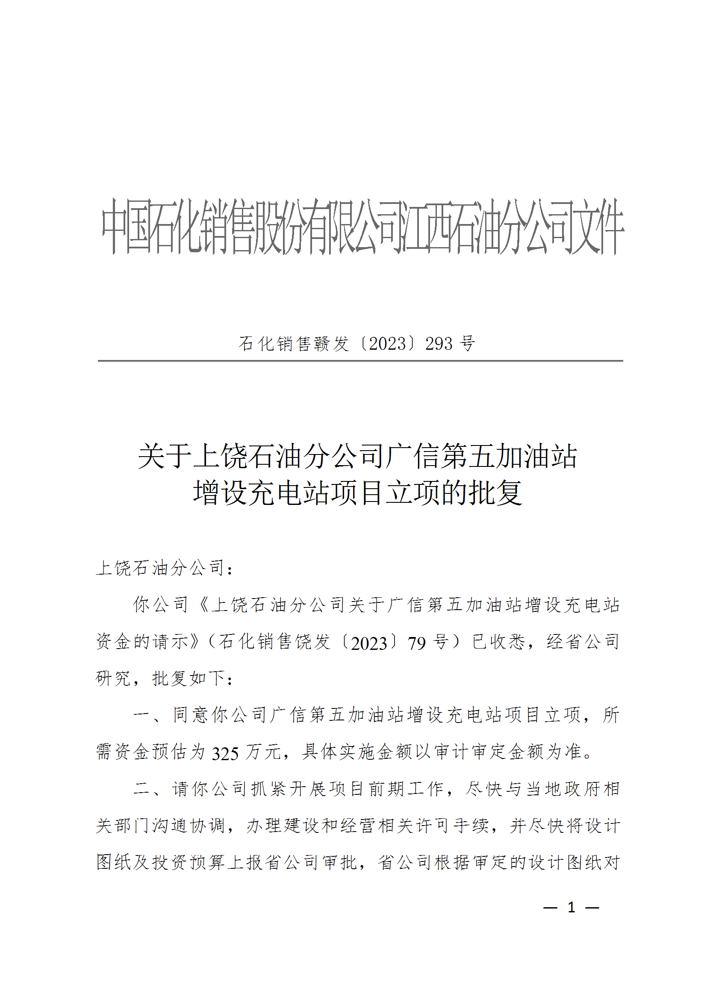 中国石化销售股份有限公司江西石油分公司文件
石化销售赣发〔2023〕293 号
关于上饶石油分公司广信第五加油站
增设充电站项目立项的批复
上饶石油分公司：
你公司《上饶石油分公司关于广信第五加油站增设充电站
资金的请示》（石化销售饶发〔2023〕79 号）已收悉，经省公司
研究，批复如下：
一、同意你公司广信第五加油站增设充电站项目立项，所
需资金预估为 325 万元，具体实施金额以审计审定金额为准。
二、请你公司抓紧开展项目前期工作，尽快与当地政府相
关部门沟通协调，办理建设和经营相关许可手续，并尽快将设计
图纸及投资预算上报省公司审批，省公司根据审定的设计图纸对
— 1 —